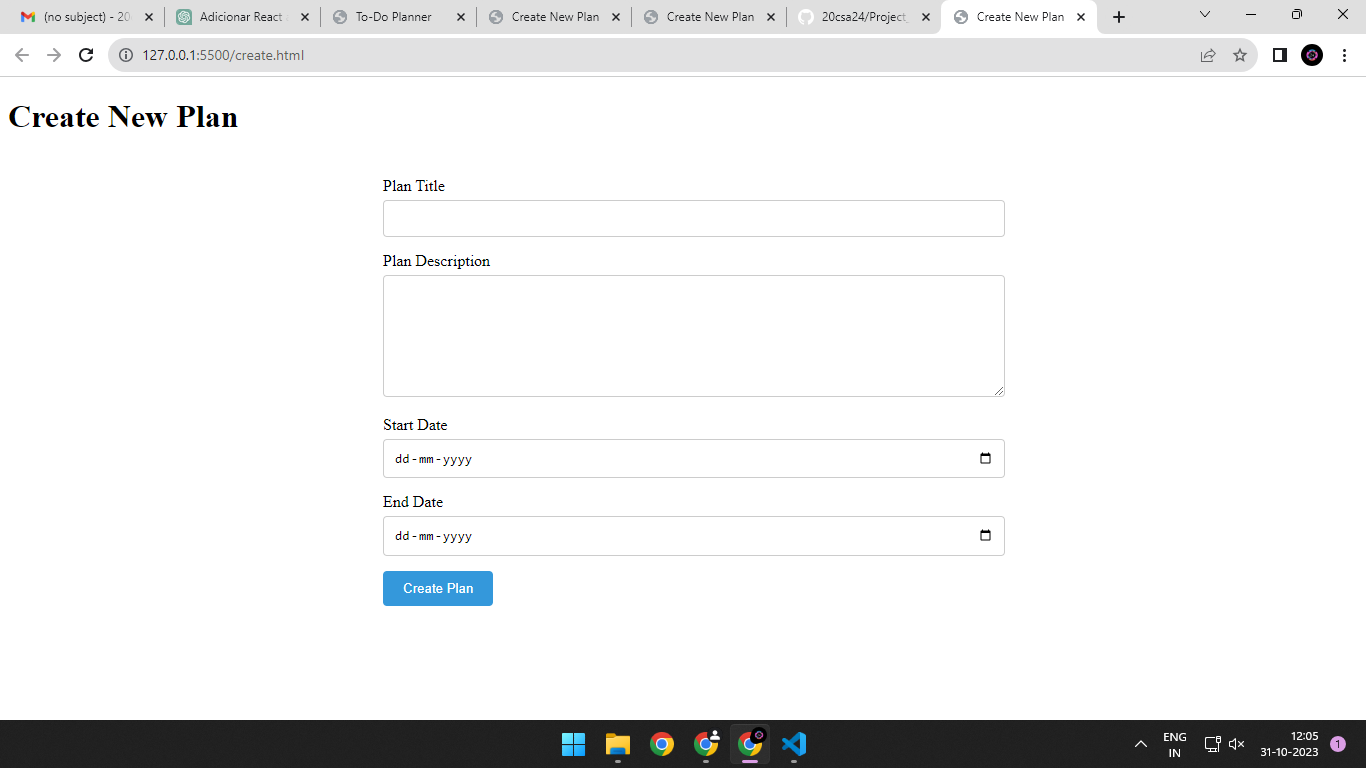 (no subject) - 20
Adicionar React
To-Do Planner
Create New Plan
Create New Plan
20csa24/Project_
Create New Plan
127.0.0.1:5500/create.html
Create New Plan
Plan Title
Plan Description
Start Date
dd-mm-yyyy
End Date
dd-mm-yyyy
Create Plan
ENG
IN
12:05
31-10-2023
1